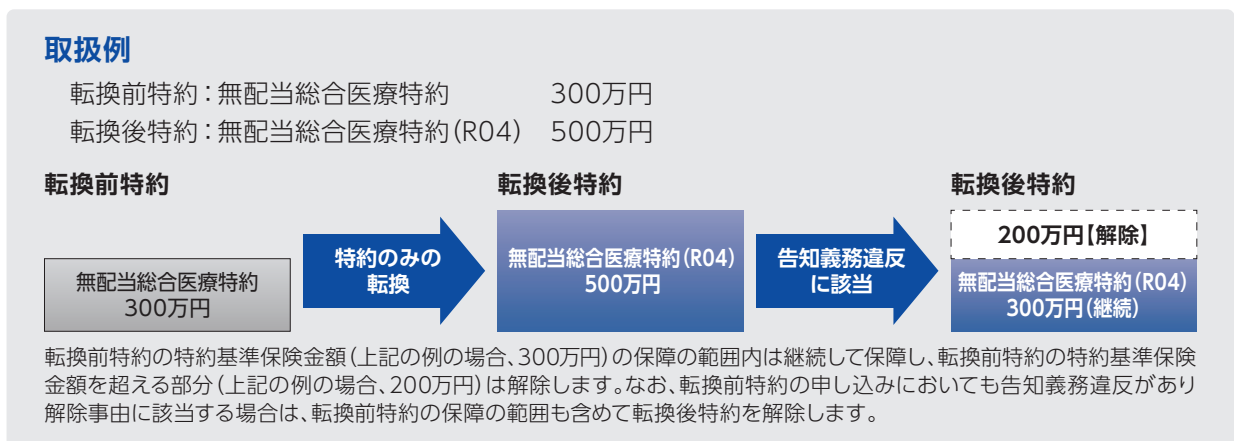 取扱例
転換前特約：無配当総合医療特約 300万円
転換後特約：無配当総合医療特約(R04) 500万円
転換前特約
転換後特約
転換後特約
無配当総合医療特約
300万円
特約のみの
転換
無配当総合医療特約(R04)
500万円
告知義務違反
に該当
200万円【解除】
無配当総合医療特約(R04)
300万円(継続)
転換前特約の特約基準保険金額(上記の例の場合、300万円)の保障の範囲内は継続して保障し、転換前特約の特約基準保険
金額を超える部分(上記の例の場合、200万円)は解除します。なお、転換前特約の申し込みにおいても告知義務違反があり
解除事由に該当する場合は、転換前特約の保障の範囲も含めて転換後特約を解除します。